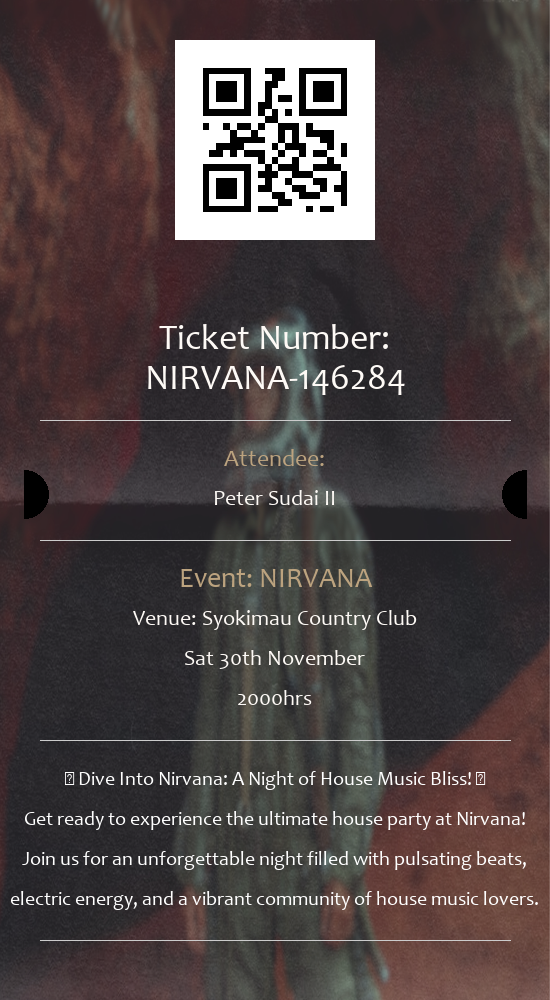 Ticket Number:
NIRVANA-146284
Attendee:
Peter Sudai II
Event: NIRVANA
Venue: Syokimau Country Club
Sat 30th November
2000hrs
Dive Into Nirvana: A Night of House Music Bliss!
Get ready to experience the ultimate house party at Nirvana!
Join us for an unforgettable night filled with pulsating beats,
electric energy, and a vibrant community of house music lovers.